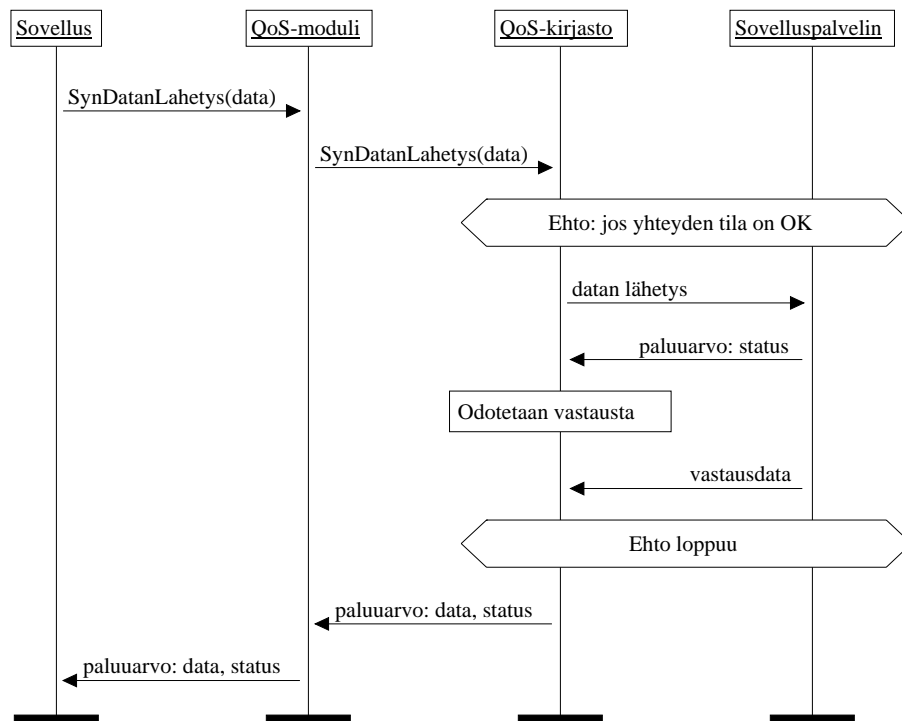 Sovellus
QoS-moduli
QoS-kirjasto
Sovelluspalvelin
SynDatanLahetys(data)
SynDatanLahetys(data)
Ehto: jos yhteyden tila on OK
datan lähetys
paluuarvo: status
Odotetaan vastausta
vastausdata
Ehto loppuu
paluuarvo: data, status
paluuarvo: data, status